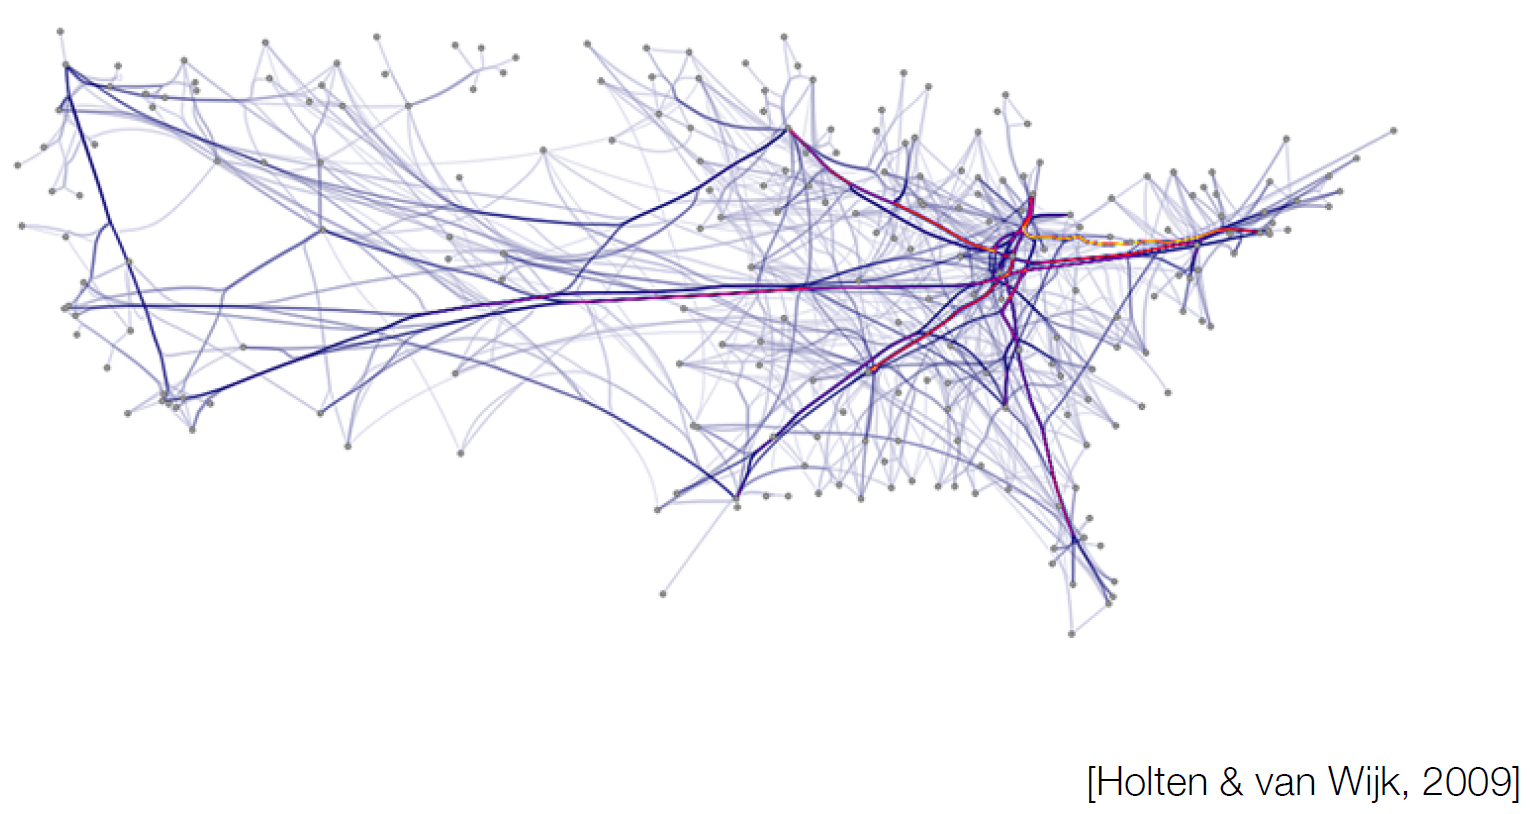 [Holten & van Wijk, 2009]